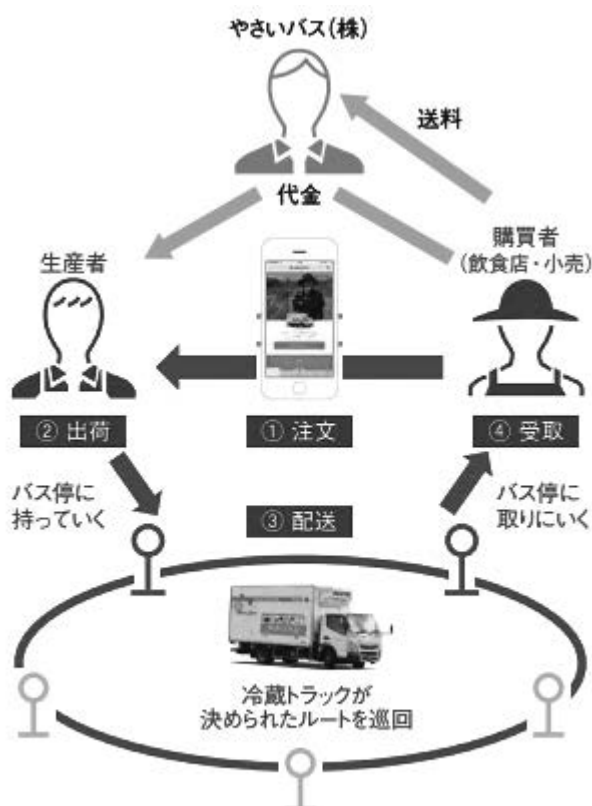 やさいバス(株)
送料
代金
生産者
購買者
(飲食店・小売)
② 出荷
① 注文
④ 受取
バス停に
持っていく
③ 配送
バス停に
取りにいく
冷蔵トラックが
決められたルートを巡回